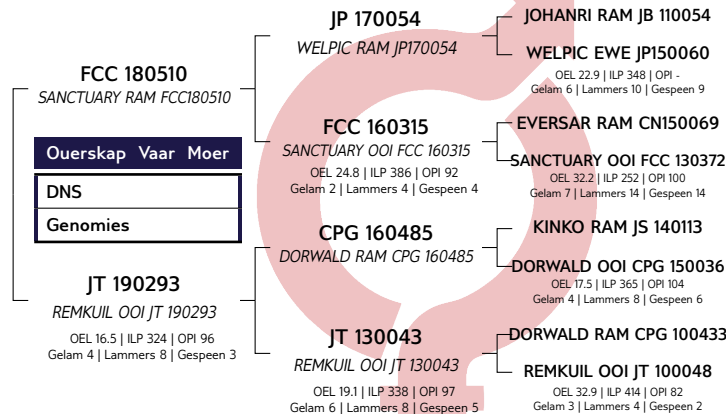 FCC 180510
SANCTUARY RAM FCC180510
Ouerskap Vaar Moer
DNS
Genomies
JT 190293
REMKUIL OOI JT 190293
OEL 16.5 | ILP 324 | OPI 96
Gelam 4 | Lammers 8 | Gespeen 3
JP 170054
WELPIC RAM JP170054
FCC 160315
SANCTUARY OOI FCC 160315
OEL 24.8 | ILP 386 | OPI 92
Gelam 2 | Lammers 4 | Gespeen 4
CPG 160485
DORWALD RAM CPG 160485
JT 130043
REMKUIL OOI JT 130043
OEL 19.1 | ILP 338 | OPI 97
Gelam 6 | Lammers 8 | Gespeen 5
JOHANRI RAM JB 110054
WELPIC EWE JP150060
OEL 22.9 | ILP 348 | OPI -
Gelam 6 | Lammers 10 | Gespeen 9
EVERSAR RAM CN150069
SANCTUARY OOI FCC 130372
OEL 32.2 | ILP 252 | OPI 100
Gelam 7 | Lammers 14 | Gespeen 14
KINKO RAM JS 140113
DORWALD OOI CPG 150036
OEL 17.5 | ILP 365 | OPI 104
Gelam 4 | Lammers 8 | Gespeen 6
DORWALD RAM CPG 100433
REMKUIL OOI JT 100048
OEL 32.9 | ILP 414 | OPI 82
Gelam 3 | Lammers 4 | Gespeen 2